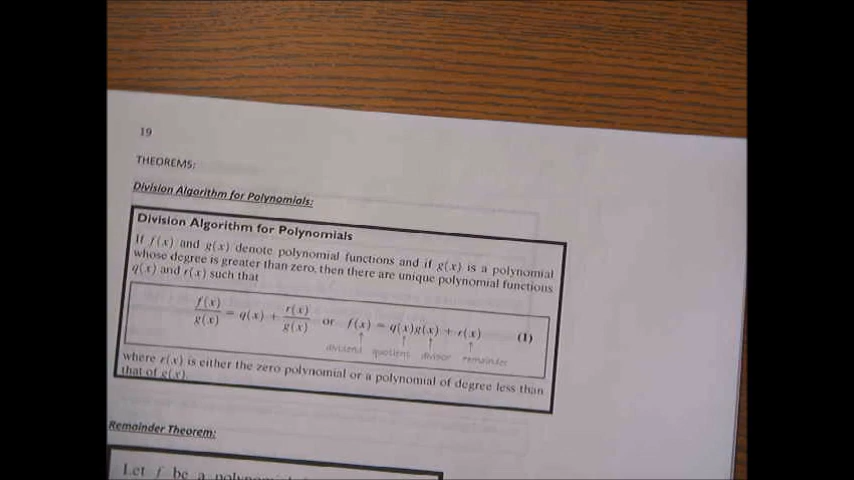 19
THEOREMS:
Division Algorithm for Polynomials:
Division Algorithm for Polynomials
If f(x) and g(x) denote polynomial functions and if g(x) is a polynomial
whose degree is greater than zero, then there are unique polynomial functions
q(x) and r(x) such that
f(x)/g(x) = q(x) + r(x)/g(x) or f(x) = q(x)g(x) + r(x) (1)
dividend quotient divisor remainder
where r(x) is either the zero polynomial or a polynomial of degree less than
that of g(x).
Remainder Theorem:
Let f be a